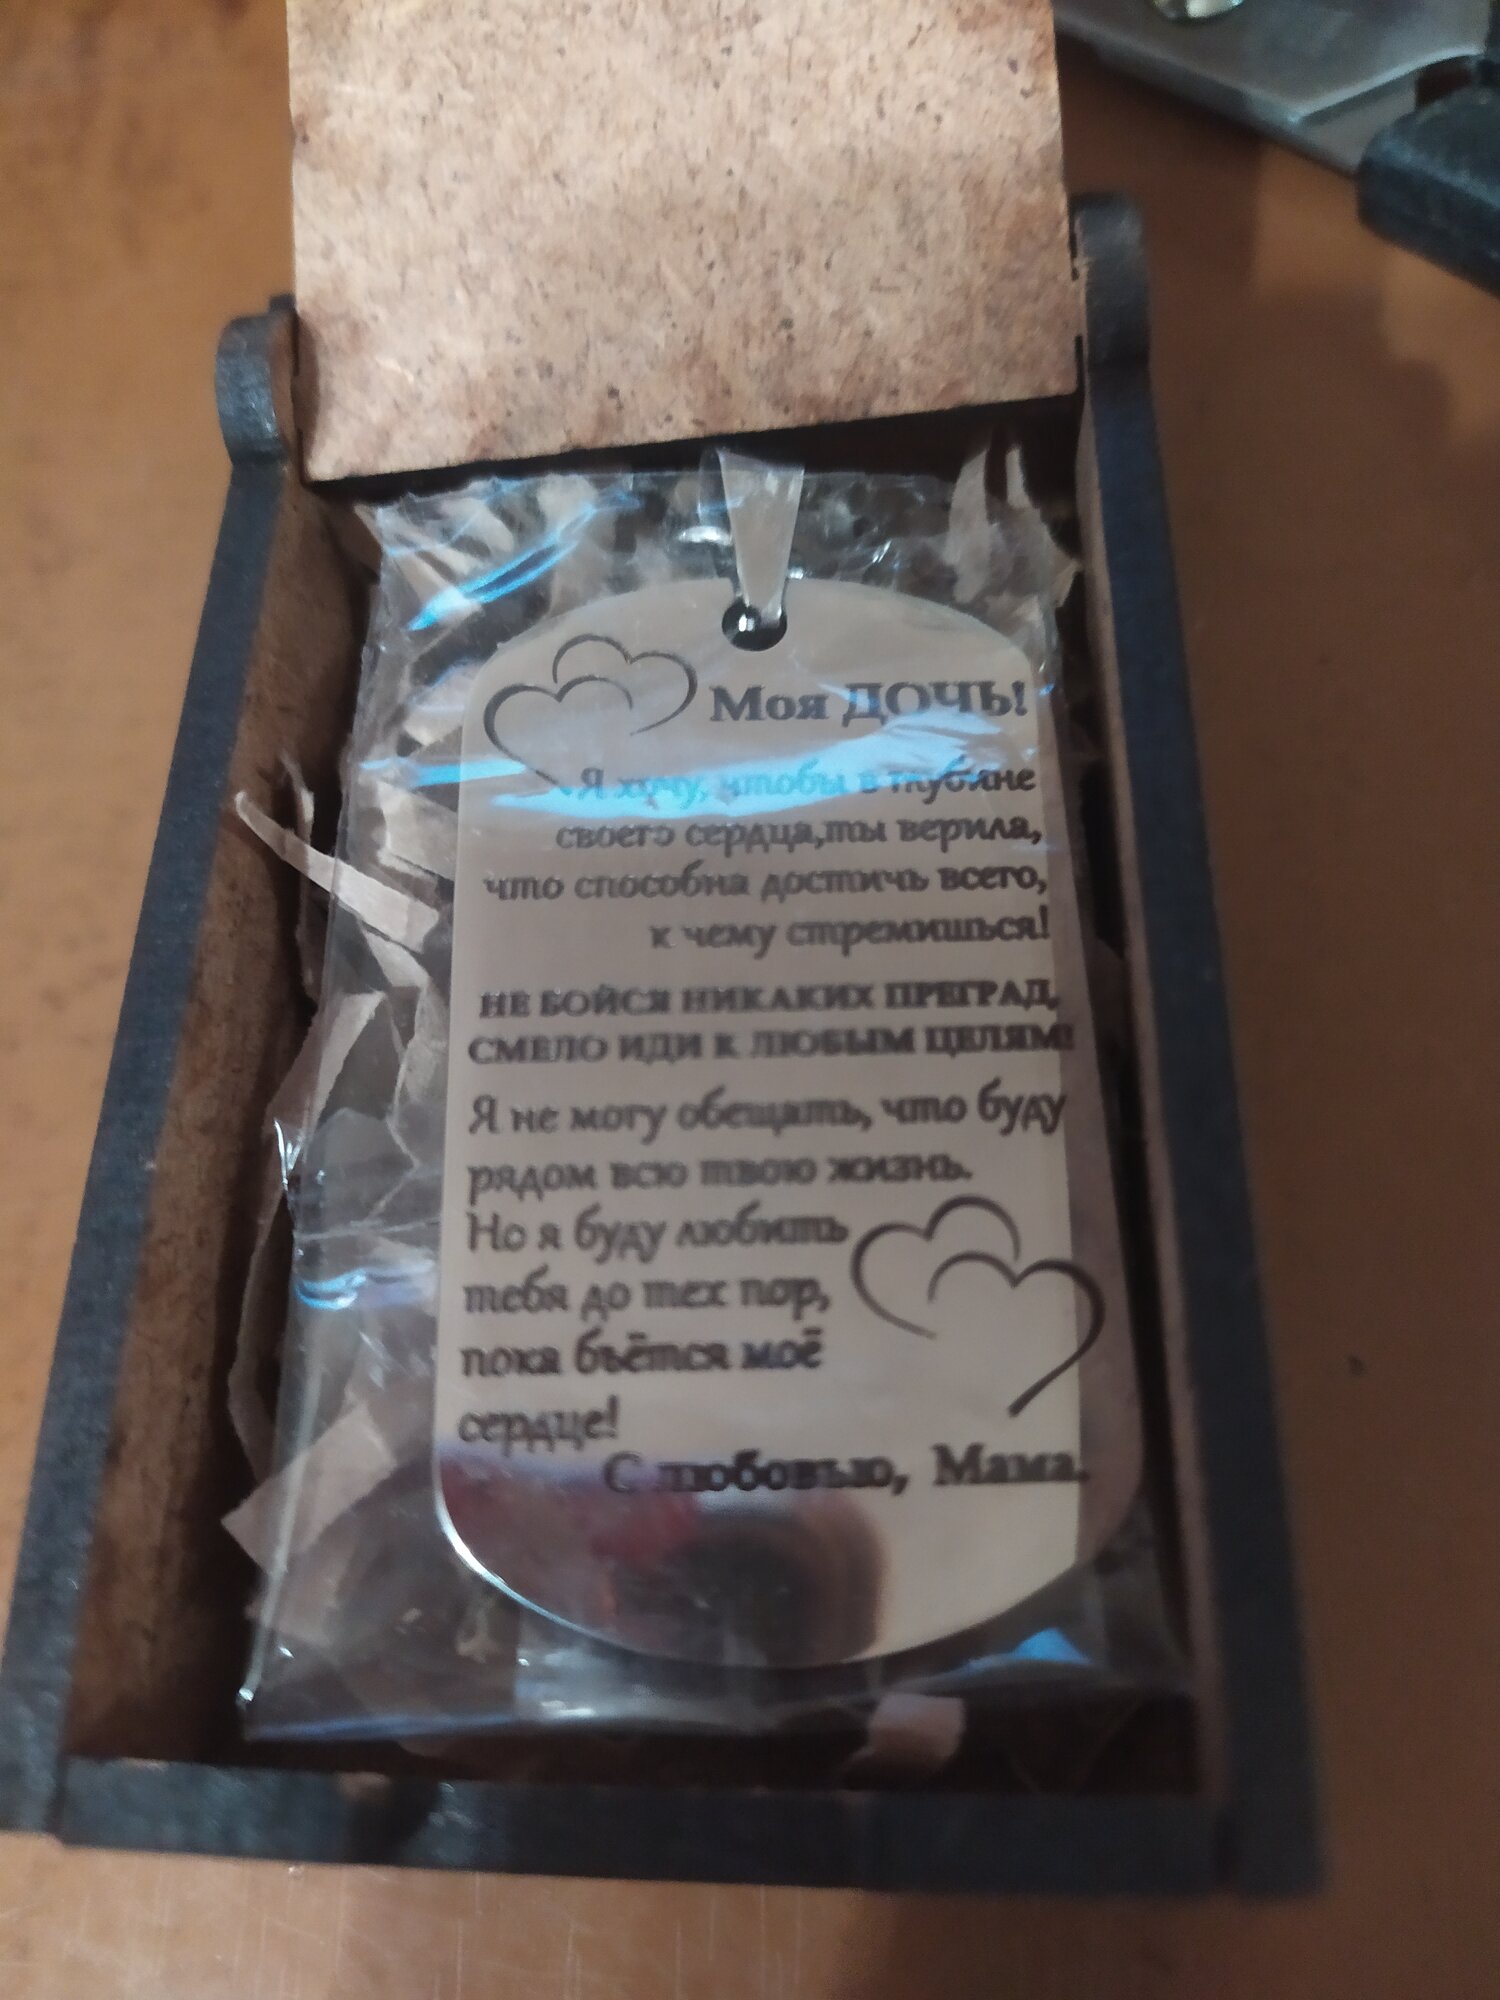 Моя ДОЧЬ!
Я хочу, чтобы в глубине
своего сердца,ты верила,
что способна достичь всего,
к чему стремишься!
НЕ БОЙСЯ НИКАКИХ ПРЕГРАД,
СМЕЛО ИДИ К ЛЮБЫМ ЦЕЛЯМ!
Я не могу обещать, что буду
рядом всю твою жизнь.
Но я буду любить
тебя до тех пор,
пока бьётся моё
сердце!
С любовью, Мама.